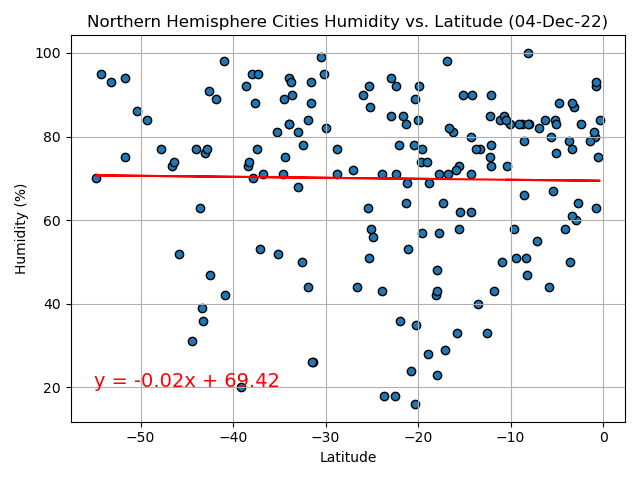 Northern Hemisphere Cities Humidity vs. Latitude (04-Dec-22)
Humidity (%)
100
80
60
40
20
y = -0.02x + 69.42
−50 −40 −30 −20 −10 0
Latitude